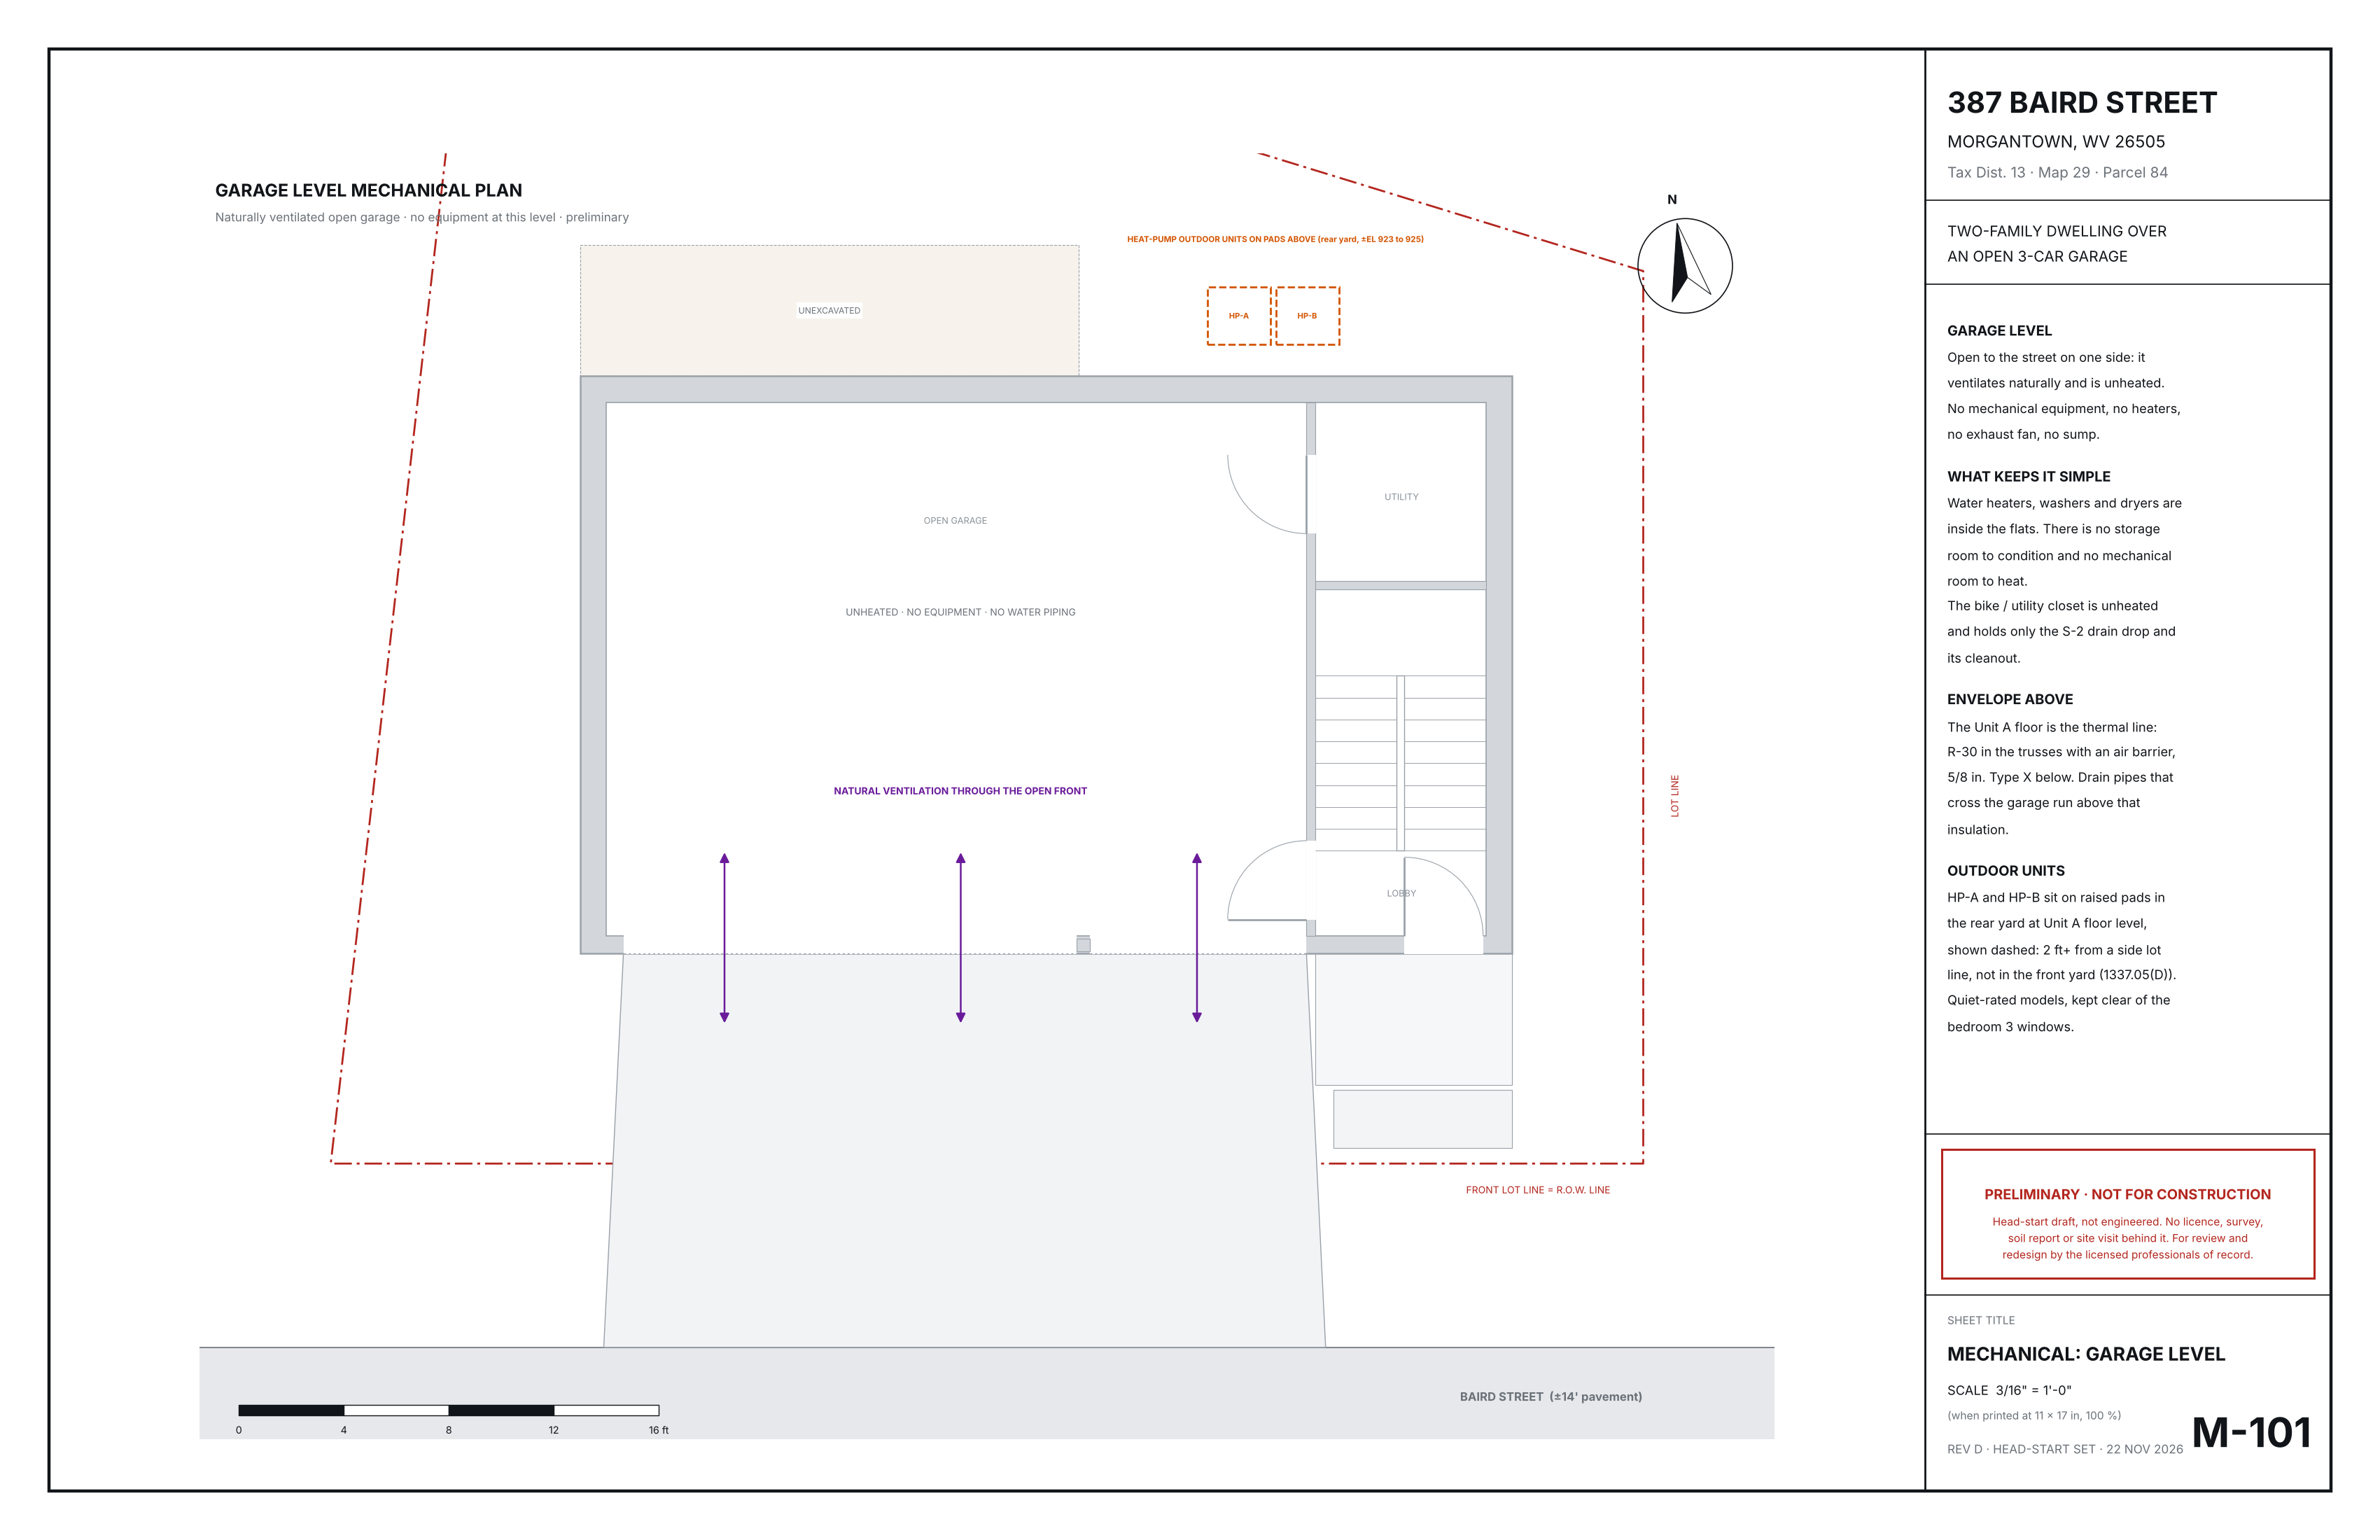 GARAGE LEVEL MECHANICAL PLAN
Naturally ventilated open garage · no equipment at this level · preliminary
HEAT-PUMP OUTDOOR UNITS ON PADS ABOVE (rear yard, ±EL 923 to 925)
N
UNEXCAVATED
HP-A
HP-B
UTILITY
OPEN GARAGE
UNHEATED · NO EQUIPMENT · NO WATER PIPING
NATURAL VENTILATION THROUGH THE OPEN FRONT
LOBBY
LOT LINE
FRONT LOT LINE = R.O.W. LINE
BAIRD STREET (±14' pavement)
0 4 8 12 16 ft
387 BAIRD STREET
MORGANTOWN, WV 26505
Tax Dist. 13 · Map 29 · Parcel 84
TWO-FAMILY DWELLING OVER
AN OPEN 3-CAR GARAGE
GARAGE LEVEL
Open to the street on one side: it
ventilates naturally and is unheated.
No mechanical equipment, no heaters,
no exhaust fan, no sump.
WHAT KEEPS IT SIMPLE
Water heaters, washers and dryers are
inside the flats. There is no storage
room to condition and no mechanical
room to heat.
The bike / utility closet is unheated
and holds only the S-2 drain drop and
its cleanout.
ENVELOPE ABOVE
The Unit A floor is the thermal line:
R-30 in the trusses with an air barrier,
5/8 in. Type X below. Drain pipes that
cross the garage run above that
insulation.
OUTDOOR UNITS
HP-A and HP-B sit on raised pads in
the rear yard at Unit A floor level,
shown dashed: 2 ft+ from a side lot
line, not in the front yard (1337.05(D)).
Quiet-rated models, kept clear of the
bedroom 3 windows.
PRELIMINARY · NOT FOR CONSTRUCTION
Head-start draft, not engineered. No licence, survey,
soil report or site visit behind it. For review and
redesign by the licensed professionals of record.
SHEET TITLE
MECHANICAL: GARAGE LEVEL
SCALE 3/16" = 1'-0"
(when printed at 11 × 17 in, 100 %)
REV D · HEAD-START SET · 22 NOV 2026
M-101